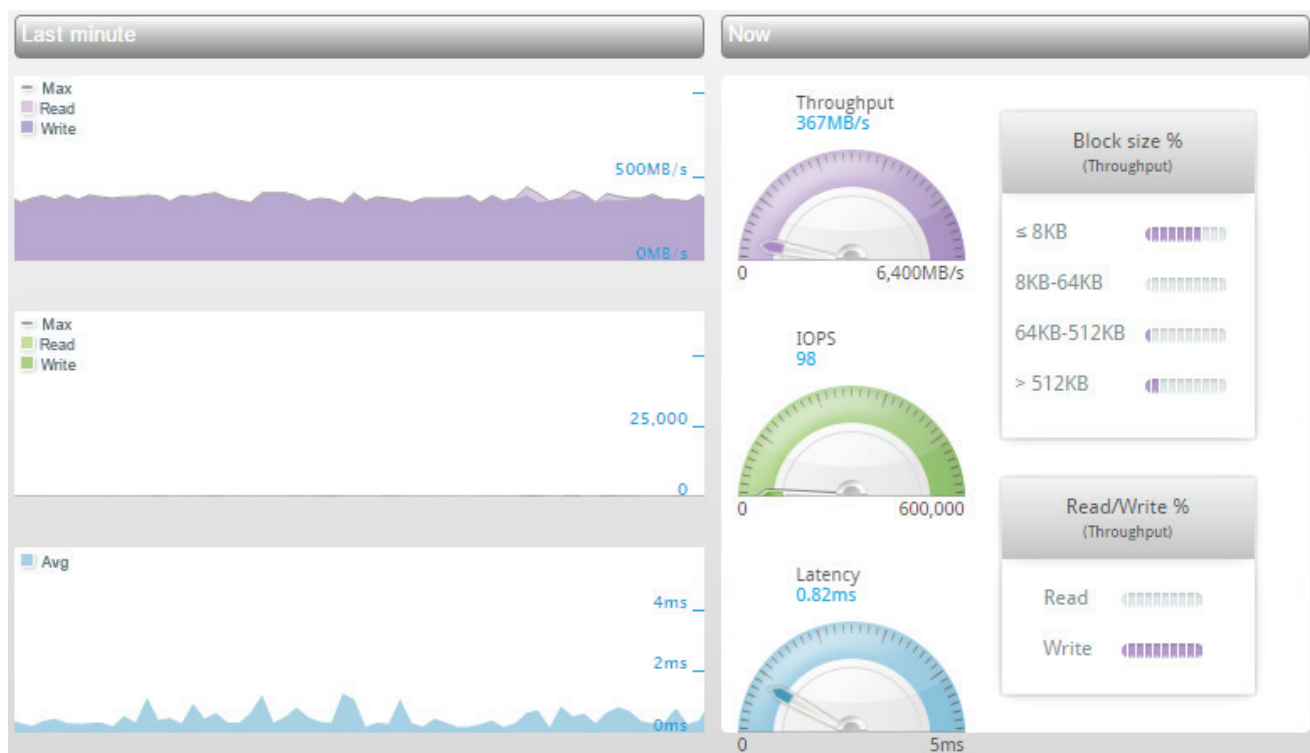 Last minute
Max
Read
Write
500MB/s
0MB/s
Max
Read
Write
25,000
0
Avg
4ms
2ms
0ms
Now
Throughput
367MB/s
0
6,400MB/s
IOPS
98
0
600,000
Latency
0.82ms
0
5ms
Block size %
(Throughput)
≤ 8KB
8KB-64KB
64KB-512KB
> 512KB
Read/Write %
(Throughput)
Read
Write